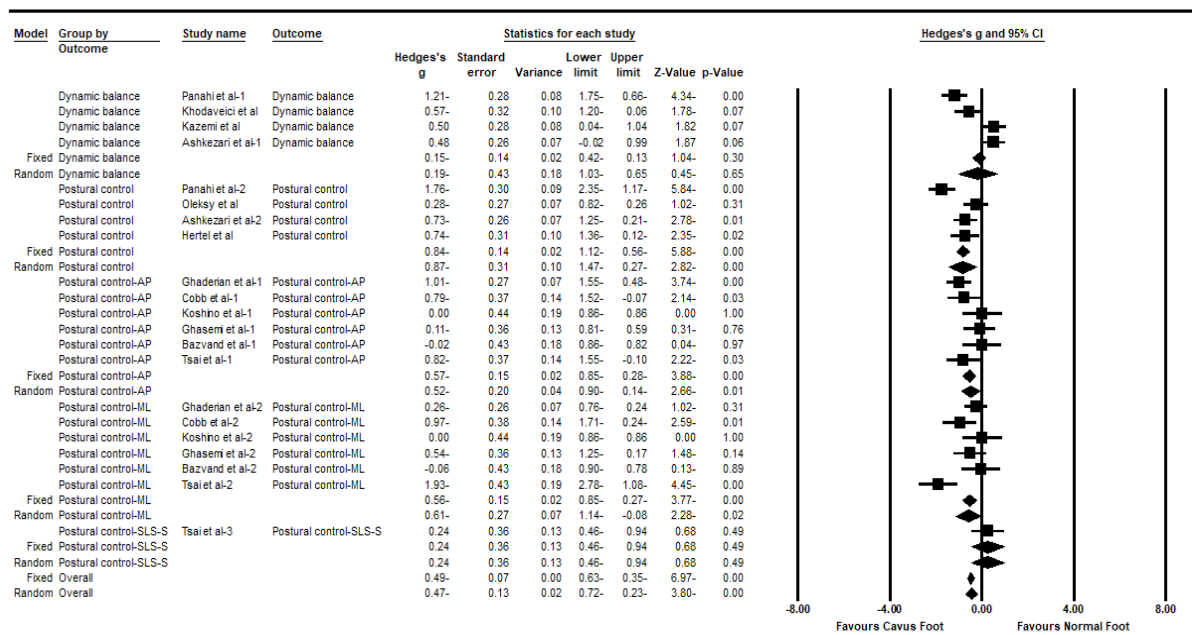 Model Group by Outcome Study name Outcome Statistics for each study Hedges's g and 95% CI
Hedges's g Standard error Variance Lower limit Upper limit Z-Value p-Value
Dynamic balance Panahi et al-1 Dynamic balance 1.21- 0.28 0.08 1.75- 0.66- 4.34- 0.00
Dynamic balance Khodaveici et al Dynamic balance 0.57- 0.32 0.10 1.20- 0.06 1.78- 0.07
Dynamic balance Kazemi et al Dynamic balance 0.50 0.28 0.08 0.04- 1.04 1.82 0.07
Dynamic balance Ashkezari et al-1 Dynamic balance 0.48 0.26 0.07 -0.02 0.99 1.87 0.06
Fixed Dynamic balance 0.15- 0.14 0.02 0.42- 0.13 1.04- 0.30
Random Dynamic balance 0.19- 0.43 0.18 1.03- 0.65 0.45- 0.65
Postural control Panahi et al-2 Postural control 1.76- 0.30 0.09 2.35- 1.17- 5.84- 0.00
Postural control Oleksy et al Postural control 0.28- 0.27 0.07 0.82- 0.26 1.02- 0.31
Postural control Ashkezari et al-2 Postural control 0.73- 0.26 0.07 1.25- 0.21- 2.78- 0.01
Postural control Hertel et al Postural control 0.74- 0.31 0.10 1.36- 0.12- 2.35- 0.02
Fixed Postural control 0.84- 0.14 0.02 1.12- 0.56- 5.88- 0.00
Random Postural control 0.87- 0.31 0.10 1.47- 0.27- 2.82- 0.00
Postural control-AP Ghaderian et al-1 Postural control-AP 1.01- 0.27 0.07 1.55- 0.48- 3.74- 0.00
Postural control-AP Cobb et al-1 Postural control-AP 0.79- 0.37 0.14 1.52- -0.07 2.14- 0.03
Postural control-AP Koshino et al-1 Postural control-AP 0.00 0.44 0.19 0.86- 0.86 0.00 1.00
Postural control-AP Ghasemi et al-1 Postural control-AP 0.11- 0.36 0.13 0.81- 0.59 0.31- 0.76
Postural control-AP Bazvand et al-1 Postural control-AP -0.02 0.43 0.18 0.86- 0.82 0.04- 0.97
Postural control-AP Tsai et al-1 Postural control-AP 0.82- 0.37 0.14 1.55- -0.10 2.22- 0.03
Fixed Postural control-AP 0.57- 0.15 0.02 0.85- 0.28- 3.88- 0.00
Random Postural control-AP 0.52- 0.20 0.04 0.90- 0.14- 2.66- 0.01
Postural control-ML Ghaderian et al-2 Postural control-ML 0.26- 0.26 0.07 0.76- 0.24 1.02- 0.31
Postural control-ML Cobb et al-2 Postural control-ML 0.97- 0.38 0.14 1.71- 0.24- 2.59- 0.01
Postural control-ML Koshino et al-2 Postural control-ML 0.00 0.44 0.19 0.86- 0.86 0.00 1.00
Postural control-ML Ghasemi et al-2 Postural control-ML 0.54- 0.36 0.13 1.25- 0.17 1.48- 0.14
Postural control-ML Bazvand et al-2 Postural control-ML -0.06 0.43 0.18 0.90- 0.78 0.13- 0.89
Postural control-ML Tsai et al-2 Postural control-ML 1.93- 0.43 0.19 2.78- 1.08- 4.45- 0.00
Fixed Postural control-ML 0.56- 0.15 0.02 0.85- 0.27- 3.77- 0.00
Random Postural control-ML 0.61- 0.27 0.07 1.14- -0.08 2.28- 0.02
Postural control-SLS-S Tsai et al-3 Postural control-SLS-S 0.24 0.36 0.13 0.46- 0.94 0.68 0.49
Fixed Postural control-SLS-S 0.24 0.36 0.13 0.46- 0.94 0.68 0.49
Random Postural control-SLS-S 0.24 0.36 0.13 0.46- 0.94 0.68 0.49
Fixed Overall 0.49- 0.07 0.00 0.63- 0.35- 6.97- 0.00
Random Overall 0.47- 0.13 0.02 0.72- 0.23- 3.80- 0.00
-8.00 -4.00 0.00 4.00 8.00
Favours Cavus Foot Favours Normal Foot